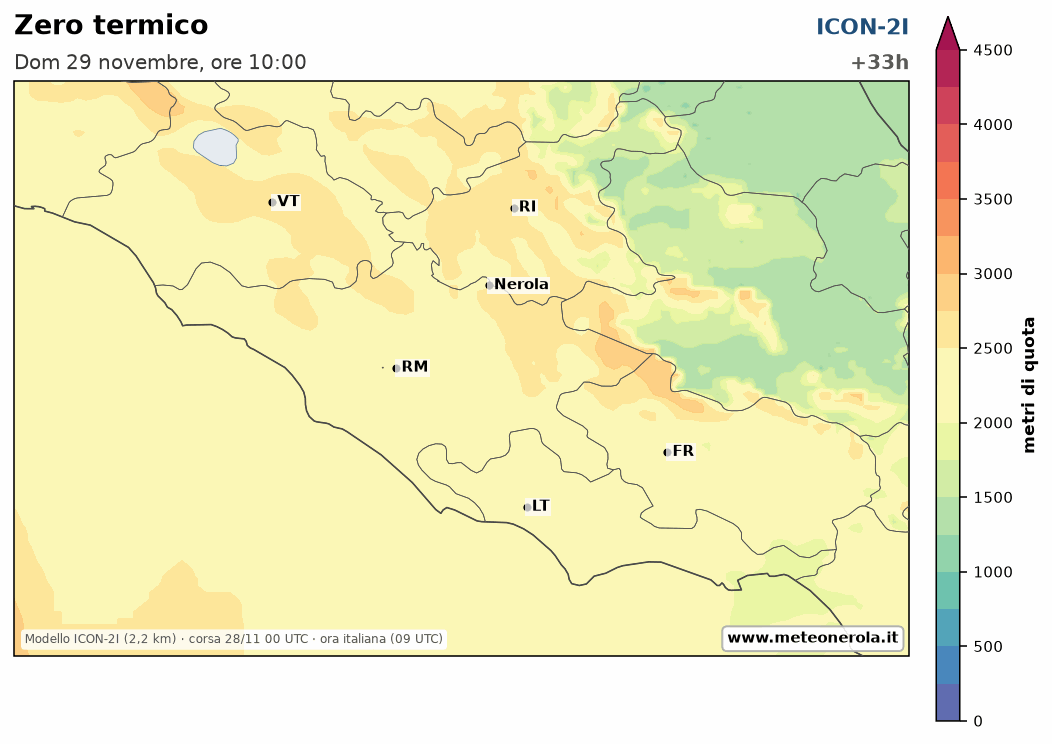 Zero termico
ICON-2I
Dom 29 novembre, ore 10:00
+33h
VT
RI
Nerola
RM
FR
LT
Modello ICON-2I (2,2 km) · corsa 28/11 00 UTC · ora italiana (09 UTC)
www.meteonerola.it
4500
4000
3500
3000
2500
2000
1500
1000
500
0
metri di quota